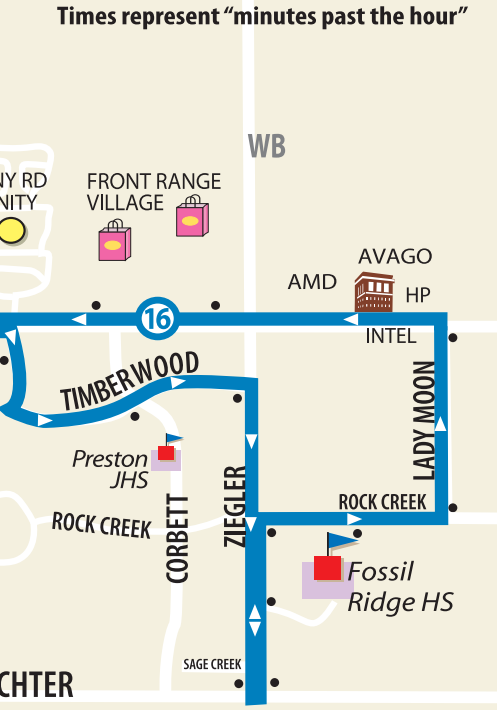 Times represent “minutes past the hour”
WB
NY RD
NITY
FRONT RANGE
VILLAGE
AVAGO
AMD
HP
16
INTEL
TIMBERWOOD
LADY MOON
Preston
JHS
ROCK CREEK
ROCK CREEK
CORBETT
ZIEGLER
Fossil
Ridge HS
SAGE CREEK
CHTER